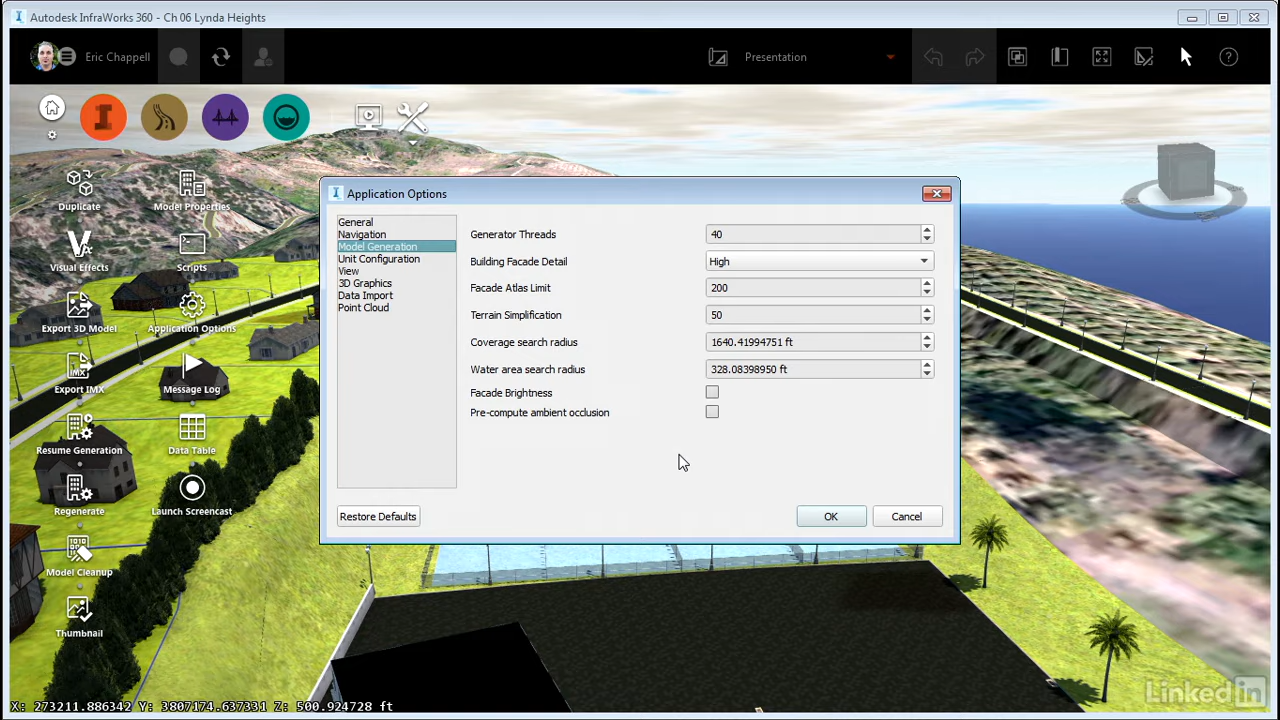 Autodesk InfraWorks 360 - Ch 06 Lynda Heights
Eric Chappell
Presentation
Duplicate
Model Properties
Visual Effects
Scripts
Export 3D Model
Application Options
Export IMX
Message Log
Resume Generation
Data Table
Regenerate
Launch Screencast
Model Cleanup
Thumbnail
Application Options
General
Navigation
Model Generation
Unit Configuration
View
3D Graphics
Data Import
Point Cloud
Generator Threads 40
Building Facade Detail High
Facade Atlas Limit 200
Terrain Simplification 50
Coverage search radius 1640.41994751 ft
Water area search radius 328.08398950 ft
Facade Brightness
Pre-compute ambient occlusion
Restore Defaults OK Cancel
X: 273211.886342 Y: 3807174.637331 Z: 500.924728 ft
Linked in